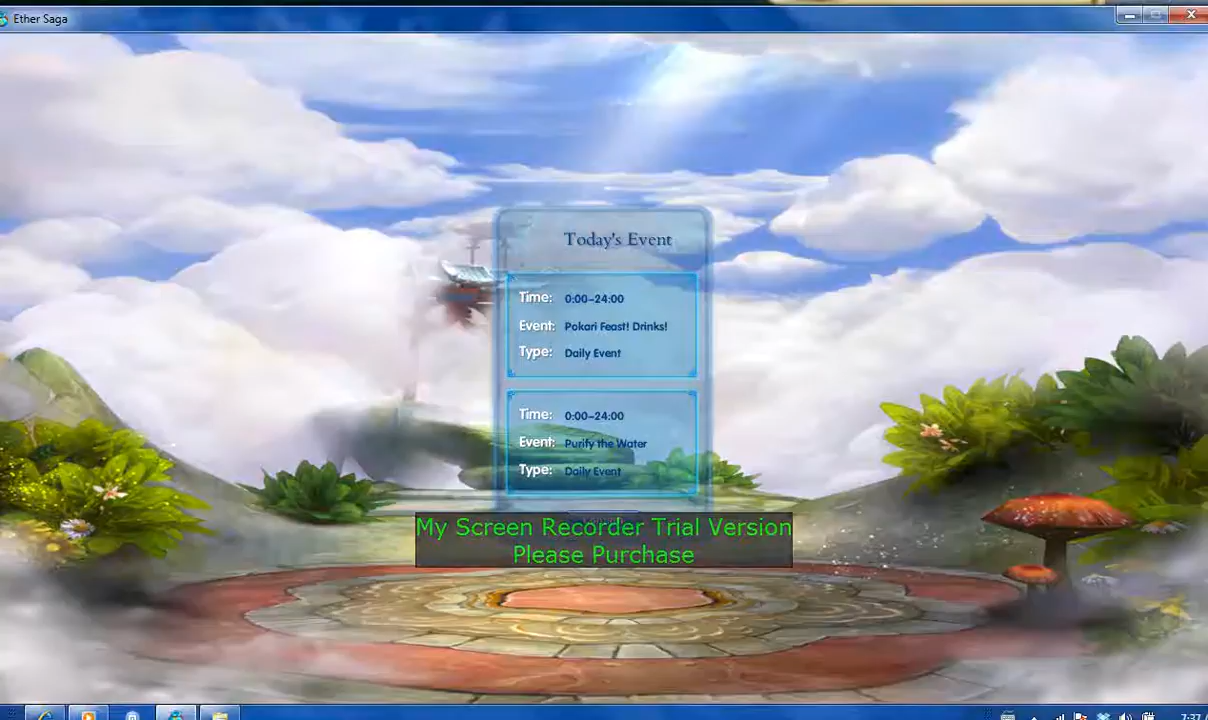 Ether Saga
Today's Event
Time: 0:00-24:00
Event: Pokari Feast! Drinks!
Type: Daily Event
Time: 0:00-24:00
Event: Purify the Water
Type: Daily Event
My Screen Recorder Trial Version
Please Purchase
7:37